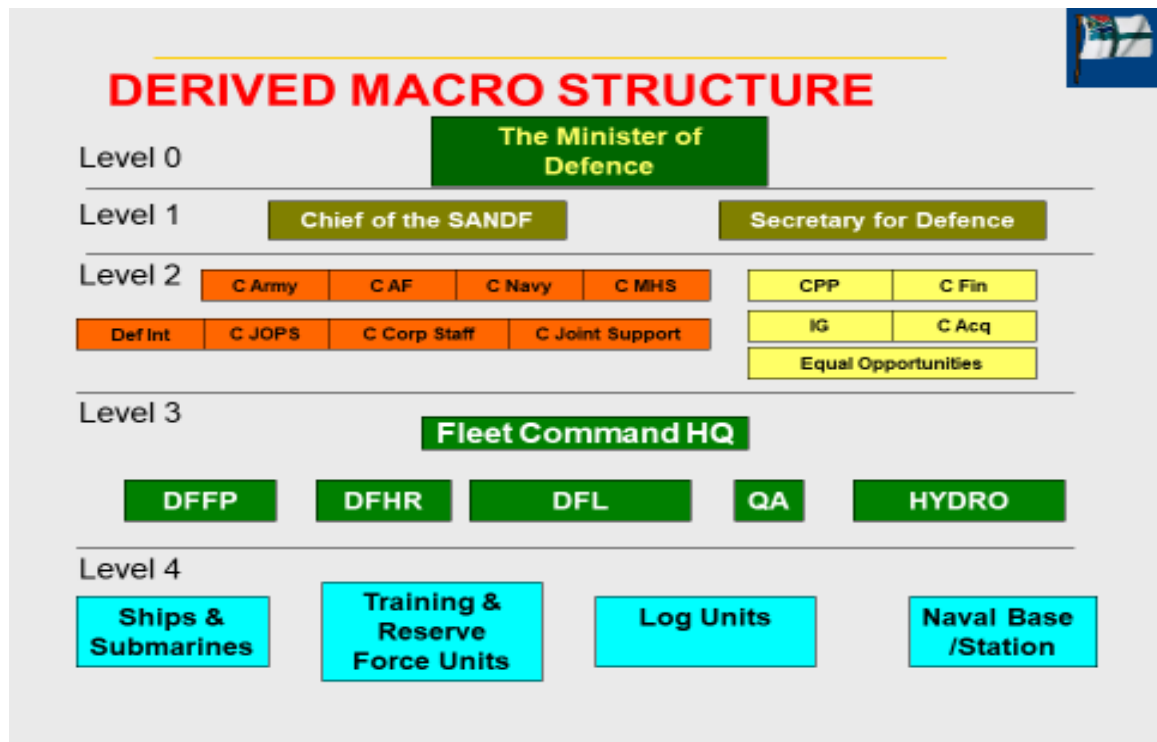 DERIVED MACRO STRUCTURE
Level 0
The Minister of
Defence
Level 1
Chief of the SANDF
Secretary for Defence
Level 2
C Army
C AF
C Navy
C MHS
CPP
C Fin
Def Int
C JOPS
C Corp Staff
C Joint Support
IG
C Acq
Equal Opportunities
Level 3
Fleet Command HQ
DFFP
DFHR
DFL
QA
HYDRO
Level 4
Ships &
Submarines
Training &
Reserve
Force Units
Log Units
Naval Base
/Station